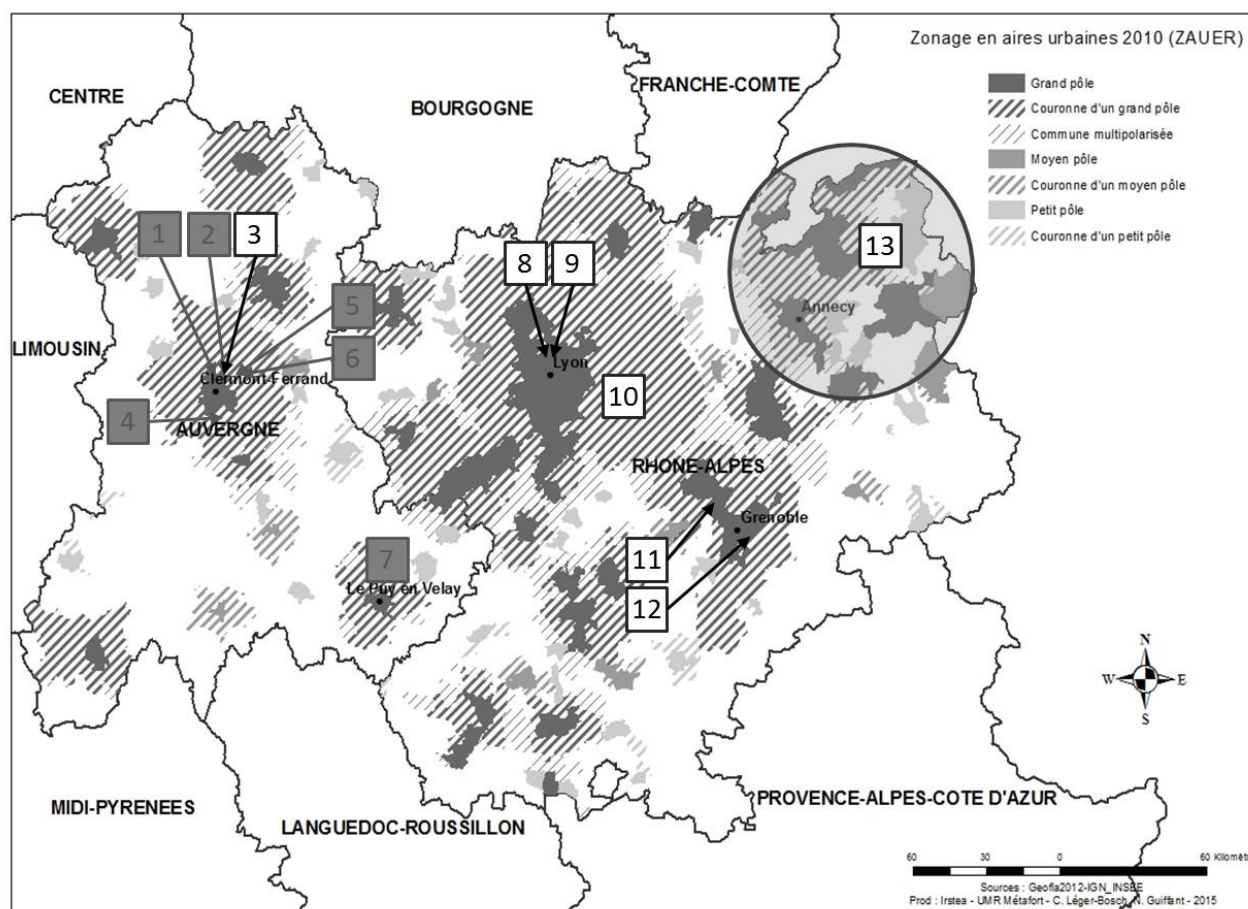 Zonage en aires urbaines 2010 (ZAUER)
Grand pôle
Couronne d'un grand pôle
Commune multipolarisée
Moyen pôle
Couronne d'un moyen pôle
Petit pôle
Couronne d'un petit pôle
FRANCHE-COMTE
CENTRE
BOURGOGNE
1
2
3
8
9
13
5
Annecy
LIMOUSIN
6
Lyon
Clermont-Ferrand
10
4
AUVERGNE
RHONE-ALPES
Grenoble
11
7
12
Le Puy en Velay
N
W
E
S
MIDI-PYRENEES
LANGUEDOC-ROUSSILLON
PROVENCE-ALPES-COTE D'AZUR
60 30 0 60 Kilomèt
Sources : Geofla2012-IGN_INSEE
Prod : Irstea - UMR Métafort - C. Léger-Bosch, N. Guiffant - 2015